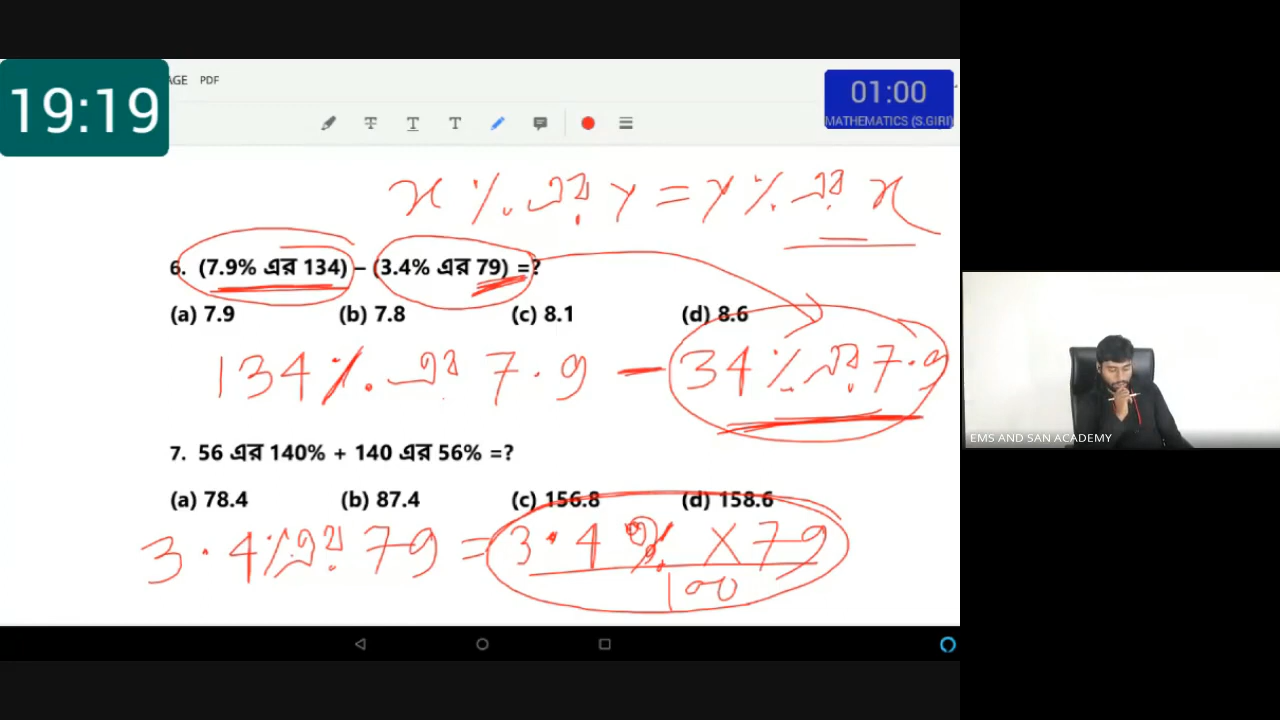 19:19
AGE PDF
01:00
MATHEMATICS (S.GIRI)
x % এর y = y % এর x
6. (7.9% এর 134) – (3.4% এর 79) =?
(a) 7.9 (b) 7.8 (c) 8.1 (d) 8.6
134% এর 7.9 – 34% এর 7.9
EMS AND SAN ACADEMY
7. 56 এর 140% + 140 এর 56% =?
(a) 78.4 (b) 87.4 (c) 156.8 (d) 158.6
3.4% এর 79 = 3.4 × 79
100